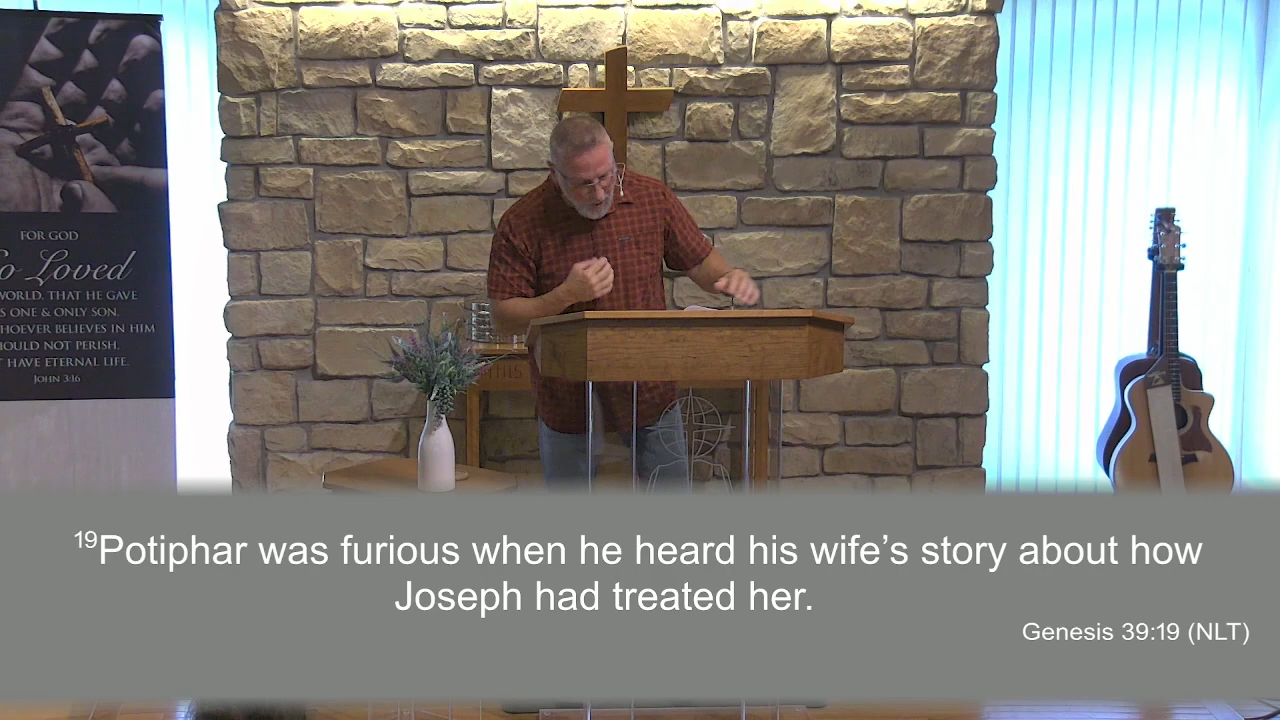 FOR GOD
So Loved
WORLD, THAT HE GAVE
S ONE & ONLY SON,
HOEVER BELIEVES IN HIM
HOULD NOT PERISH,
T HAVE ETERNAL LIFE.
JOHN 3:16
19Potiphar was furious when he heard his wife’s story about how
Joseph had treated her.
Genesis 39:19 (NLT)